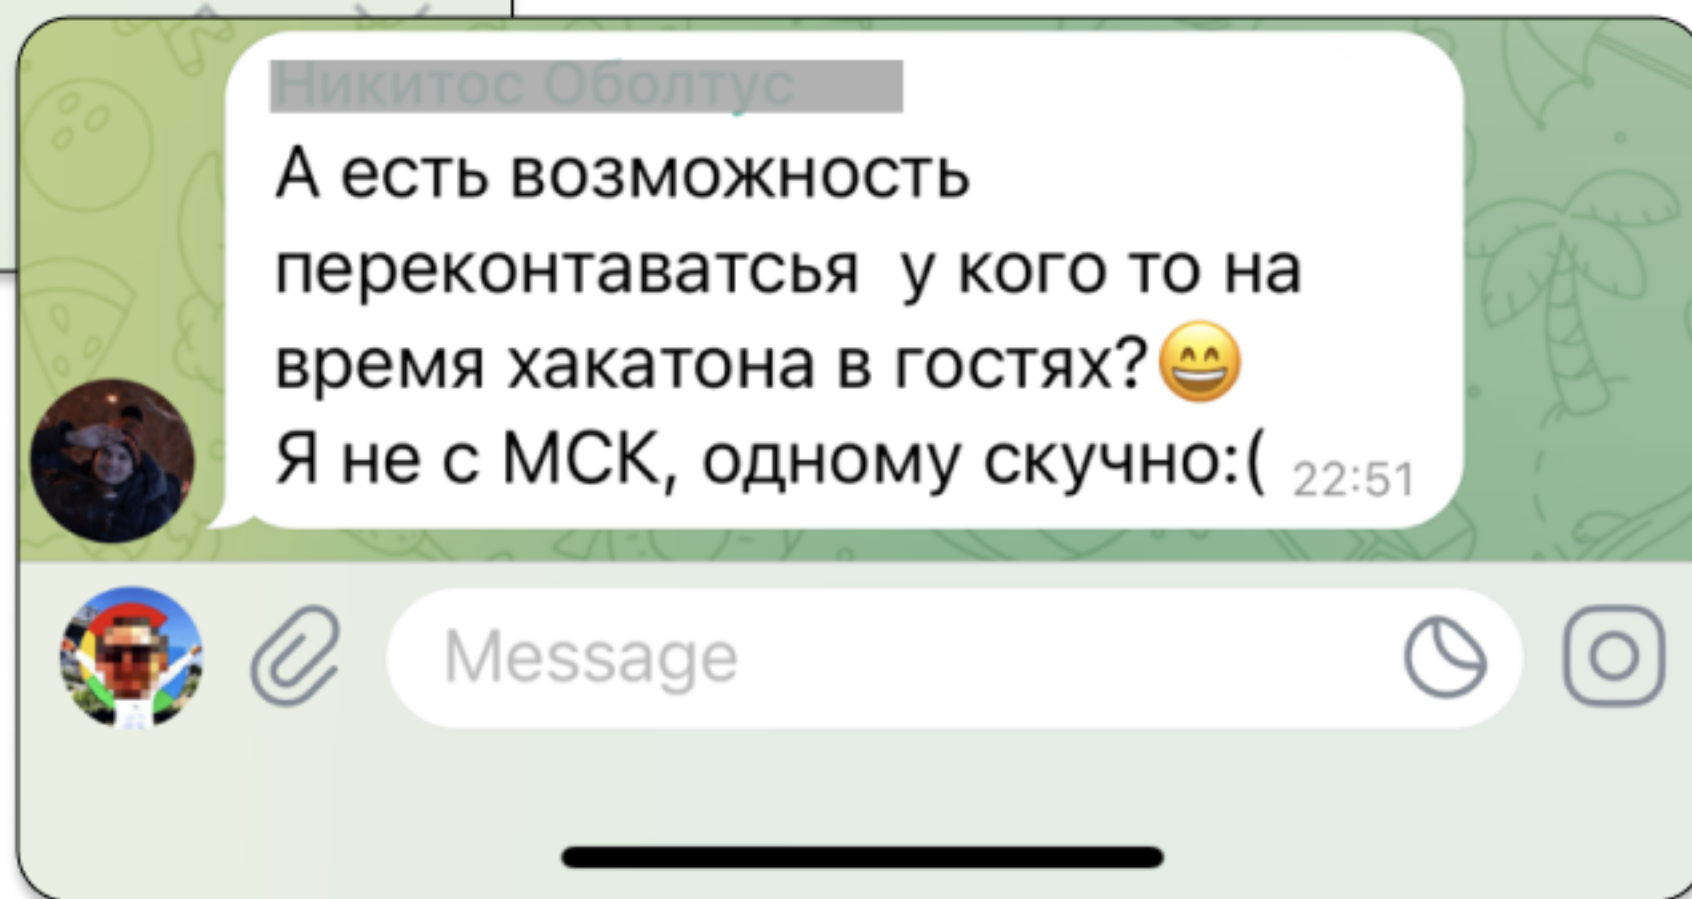 Никитос Оболтус
А есть возможность
переконтаватсья у кого то на
время хакатона в гостях?😄
Я не с МСК, одному скучно:( 22:51
Message